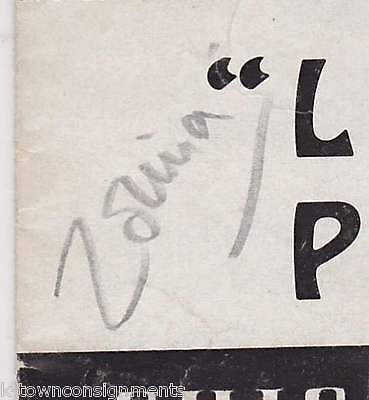 "L
Zorina
P
k-townconsignments